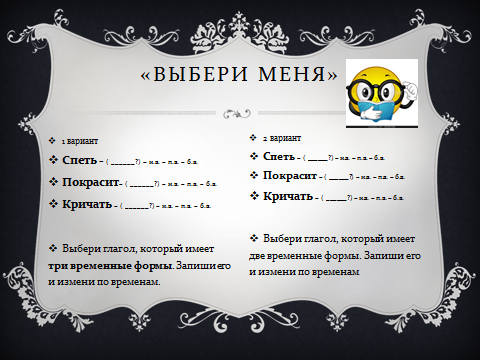 «ВЫБЕРИ МЕНЯ»
❖ 1 вариант
❖ Спеть – ( ______?) – н.в. – п.в. – б.в.
❖ Покрасит– ( ______?) – н.в. – п.в. – б.в.
❖ Кричать – ( ______?) – н.в. – п.в. – б.в.
❖ Выбери глагол, который имеет
три временные формы. Запиши его
и измени по временам.
❖ 2 вариант
❖ Спеть – ( _____?) – н.в. – п.в. – б.в.
❖ Покрасит – ( _____?) – н.в. – п.в. – б.в.
❖ Кричать – ( _____?) – н.в. – п.в. – б.в.
❖ Выбери глагол, который имеет
две временные формы. Запиши его
и измени по временам